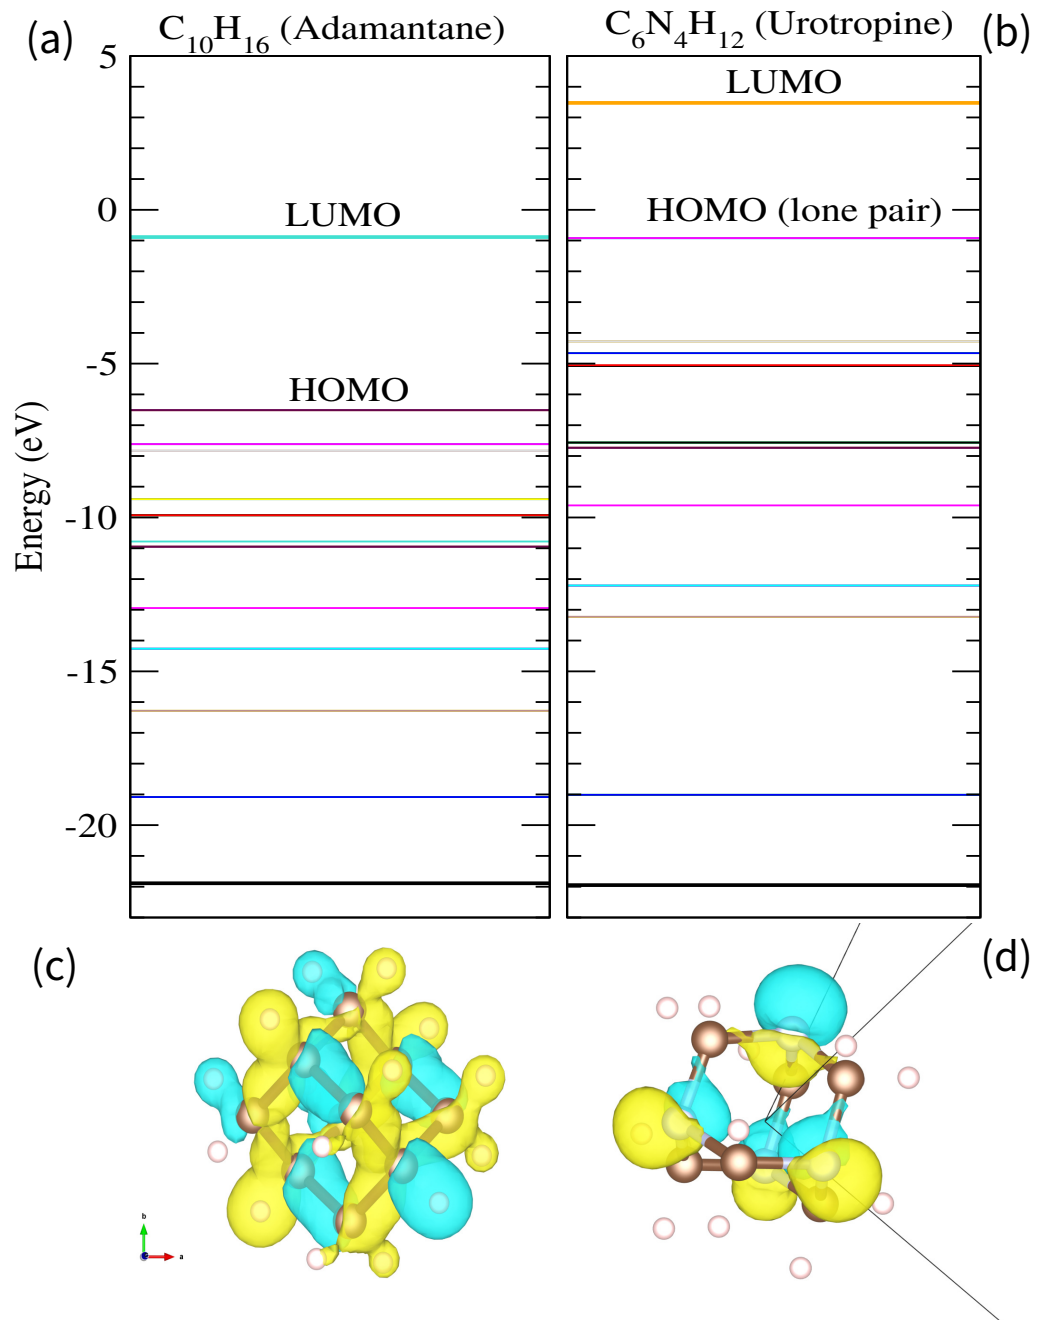 (a)
C₁₀H₁₆ (Adamantane)
C₆N₄H₁₂ (Urotropine)
(b)
5
0
-5
-10
-15
-20
Energy (eV)
LUMO
HOMO
LUMO
HOMO (lone pair)
(c)
(d)
b
a